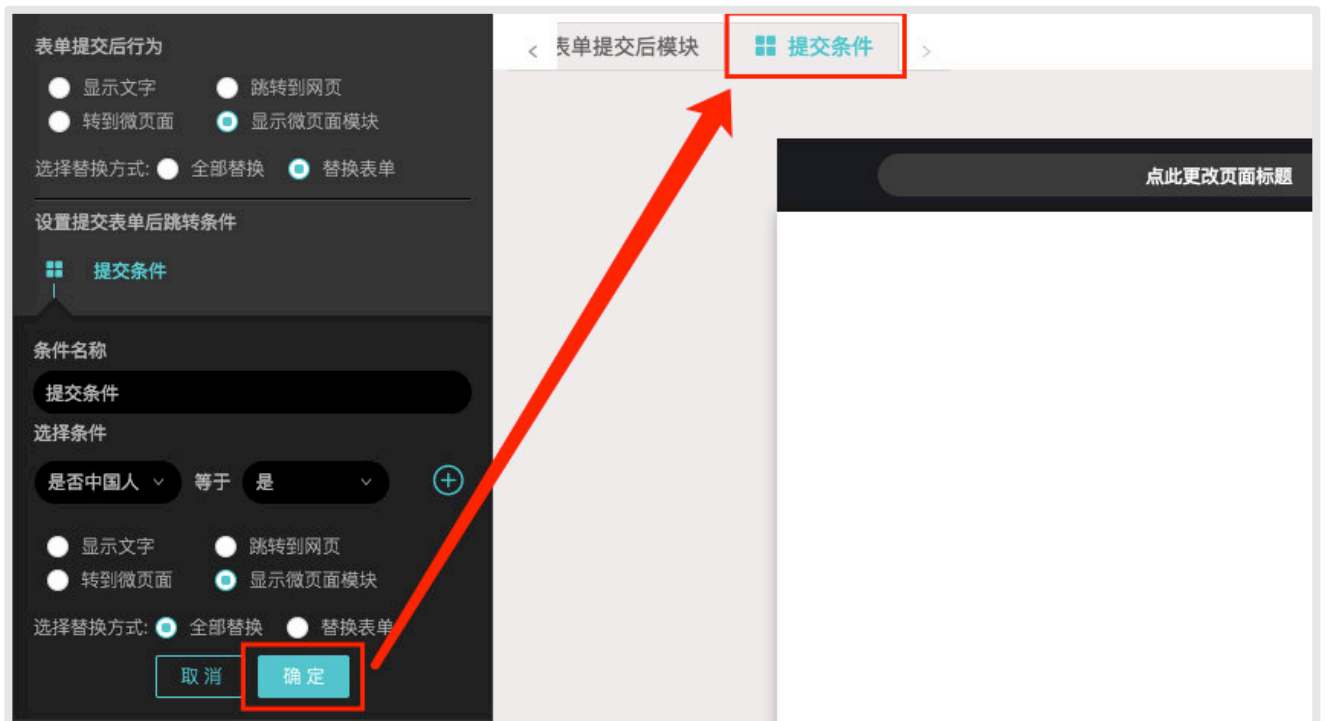 表单提交后行为
显示文字 跳转到网页
转到微页面 显示微页面模块
选择替换方式: 全部替换 替换表单
设置提交表单后跳转条件
提交条件
条件名称
提交条件
选择条件
是否中国人 等于 是
显示文字 跳转到网页
转到微页面 显示微页面模块
选择替换方式: 全部替换 替换表单
取消 确定
表单提交后模块 提交条件
点此更改页面标题